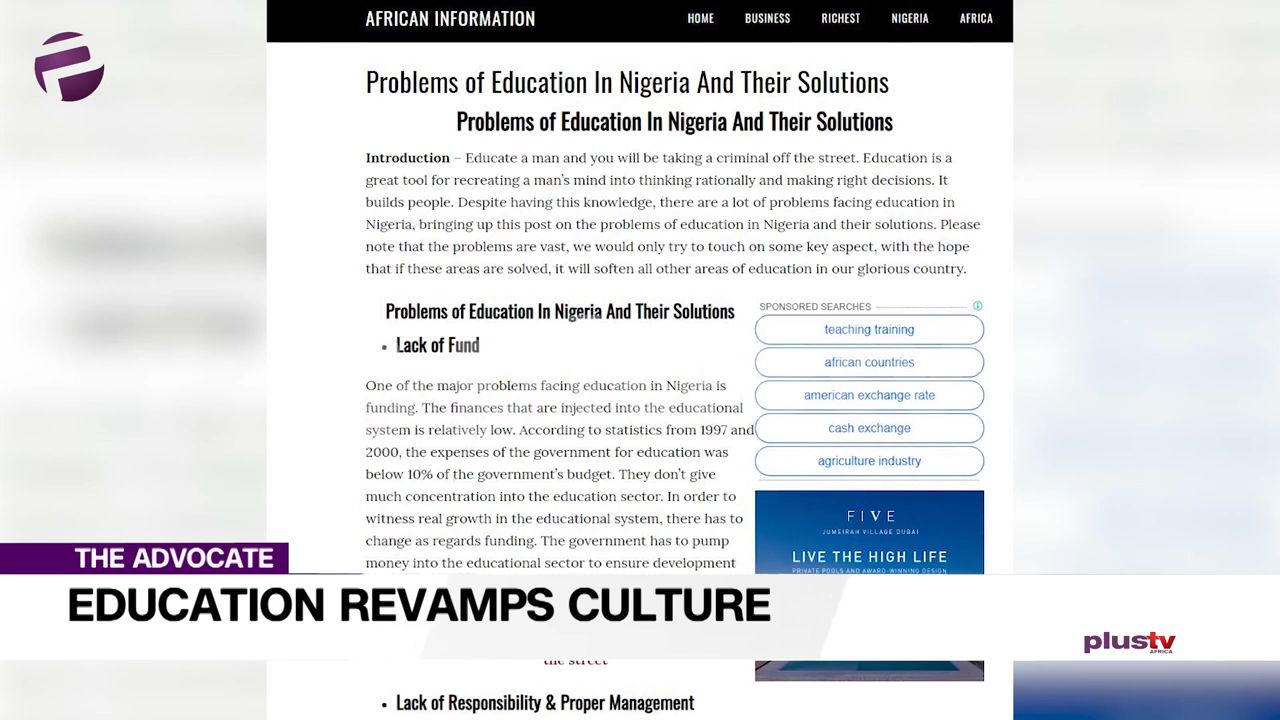 AFRICAN INFORMATION
HOME BUSINESS RICHEST NIGERIA AFRICA
Problems of Education In Nigeria And Their Solutions
Problems of Education In Nigeria And Their Solutions
Introduction – Educate a man and you will be taking a criminal off the street. Education is a
great tool for recreating a man's mind into thinking rationally and making right decisions. It
builds people. Despite having this knowledge, there are a lot of problems facing education in
Nigeria, bringing up this post on the problems of education in Nigeria and their solutions. Please
note that the problems are vast, we would only try to touch on some key aspect, with the hope
that if these areas are solved, it will soften all other areas of education in our glorious country.
Problems of Education In Nigeria And Their Solutions
• Lack of Fund
One of the major problems facing education in Nigeria is
funding. The finances that are injected into the educational
system is relatively low. According to statistics from 1997 and
2000, the expenses of the government for education was
below 10% of the government's budget. They don't give
much concentration into the education sector. In order to
witness real growth in the educational system, there has to
change as regards funding. The government has to pump
money into the educational sector to ensure development
the street
• Lack of Responsibility & Proper Management
SPONSORED SEARCHES
teaching training
african countries
american exchange rate
cash exchange
agriculture industry
FIVE
JUMEIRAH VILLAGE DUBAI
LIVE THE HIGH LIFE
PRIVATE POOLS AND AWARD-WINNING DESIGN
THE ADVOCATE
EDUCATION REVAMPS CULTURE
plustv
AFRICA